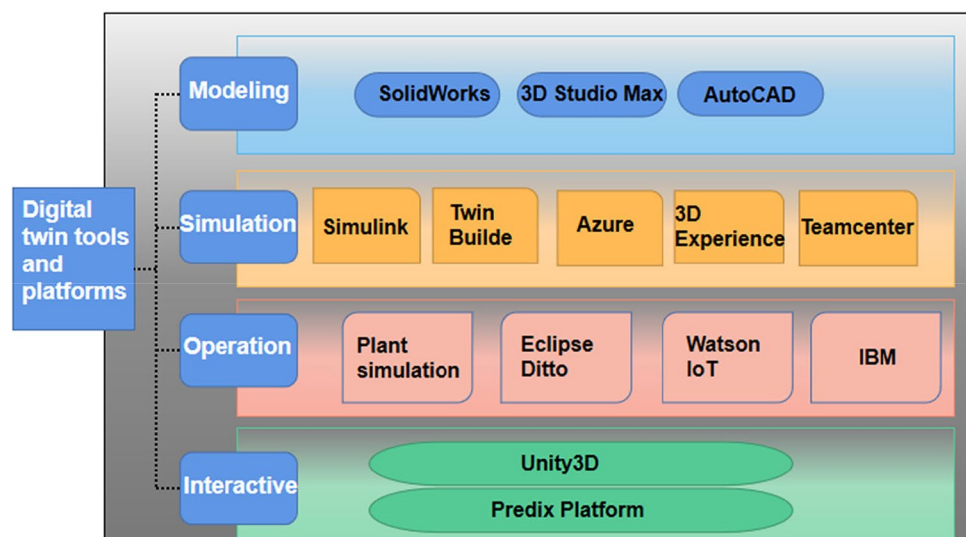 Digital
twin tools
and
platforms
Modeling
SolidWorks
3D Studio Max
AutoCAD
Simulation
Simulink
Twin
Builde
Azure
3D
Experience
Teamcenter
Operation
Plant
simulation
Eclipse
Ditto
Watson
IoT
IBM
Interactive
Unity3D
Predix Platform